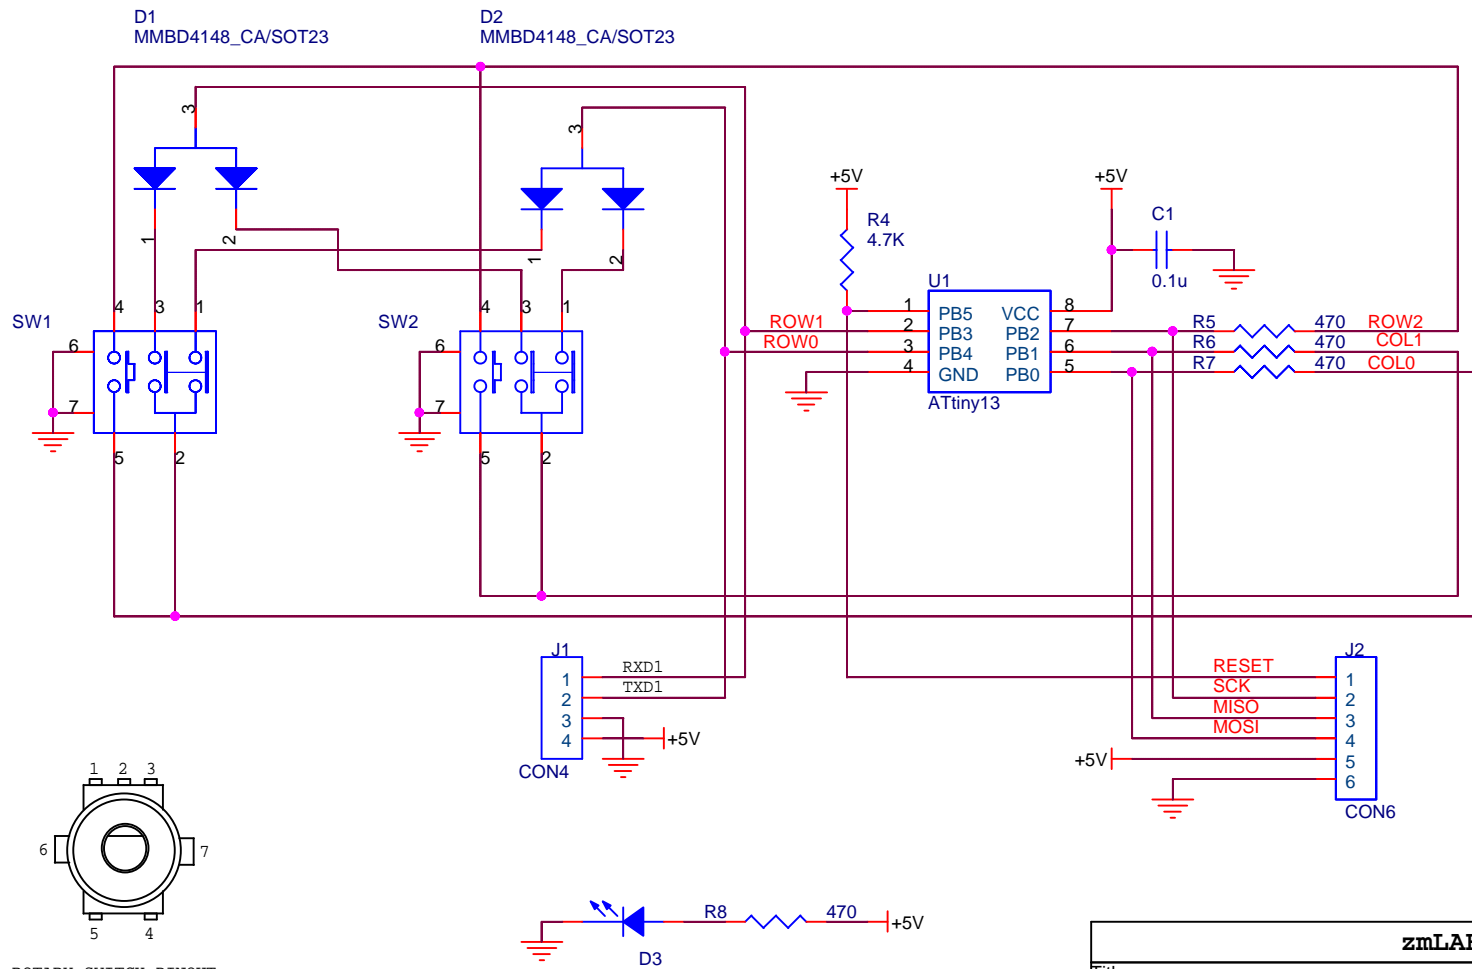 D1
MMBD4148_CA/SOT23
D2
MMBD4148_CA/SOT23
3
3
1
2
1
2
+5V
R4
4.7K
+5V
C1
0.1u
SW1
4
3
1
6
7
5
2
SW2
4
3
1
6
7
5
2
ROW1
ROW0
U1
1 PB5 VCC 8
2 PB3 PB2 7
3 PB4 PB1 6
4 GND PB0 5
ATtiny13
R5 470 ROW2
R6 470 COL1
R7 470 COL0
J1
1 RXD1
2 TXD1
3
4 +5V
CON4
J2
RESET 1
SCK 2
MISO 3
MOSI 4
+5V 5
6
CON6
1 2 3
6 7
5 4
R8 470 +5V
D3